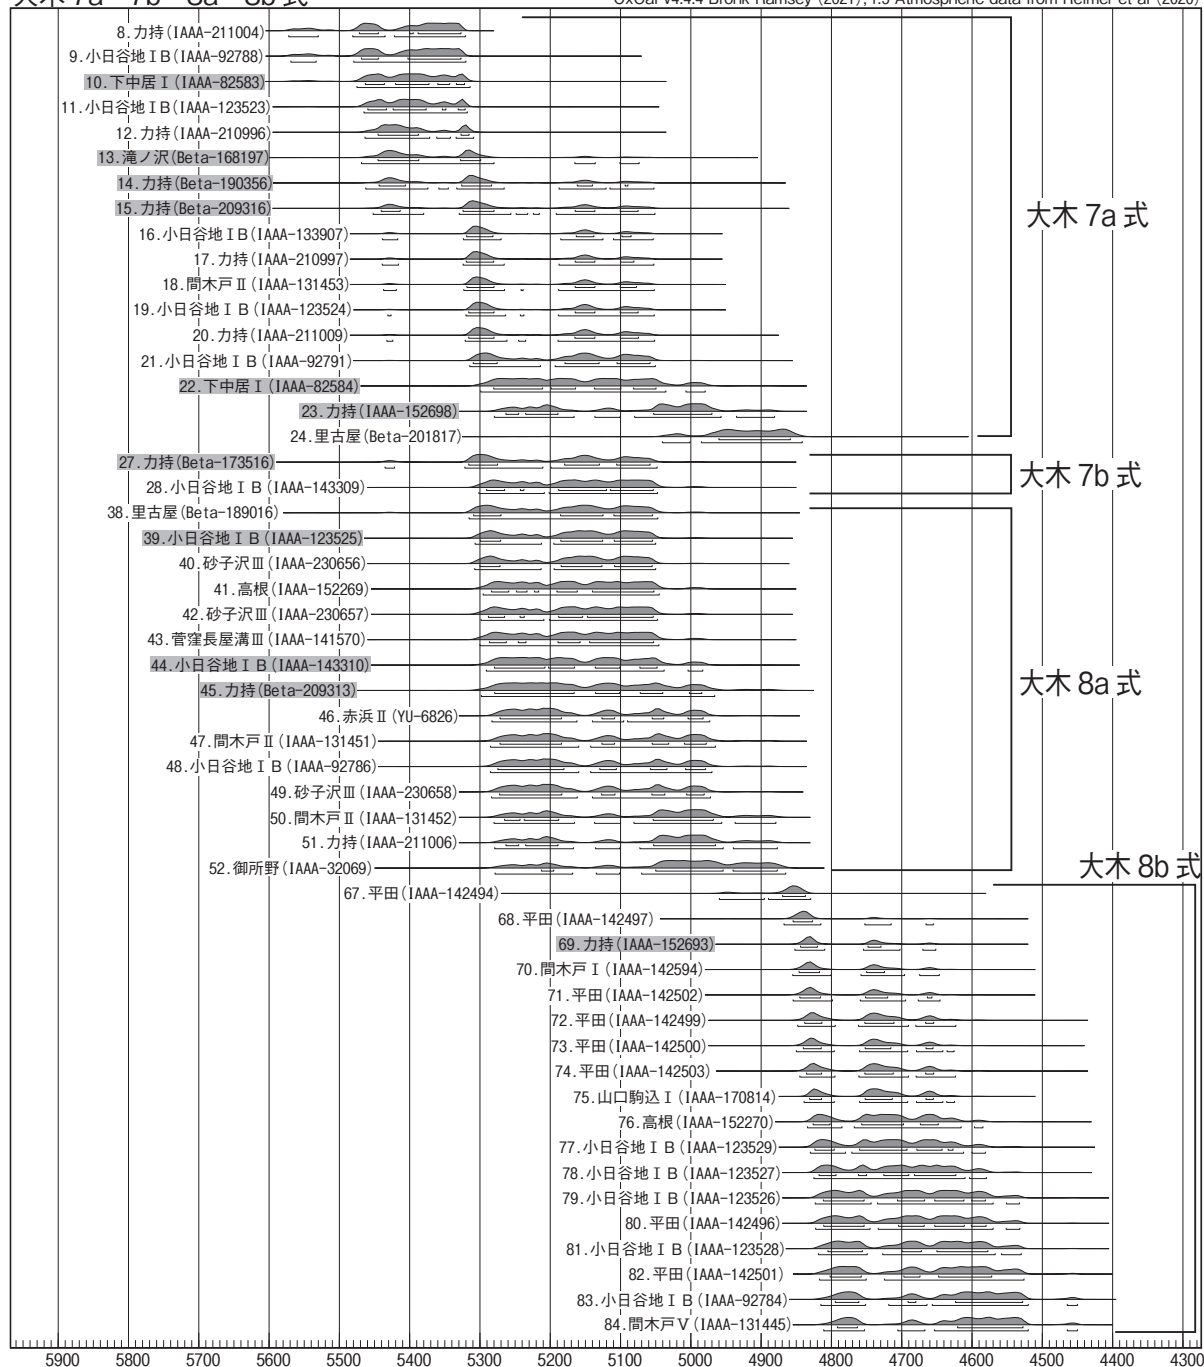 大木 7a・7b・8a・8b 式
OxCal v4.4.4 Bronk Ramsey (2021); r:5 Atmospheric data from Reimer et al (2020)
8.力持(IAAA-211004)
9.小日谷地ⅠB(IAAA-92788)
10.下中居Ⅰ(IAAA-82583)
11.小日谷地ⅠB(IAAA-123523)
12.力持(IAAA-210996)
13.滝ノ沢(Beta-168197)
14.力持(Beta-190356)
15.力持(Beta-209316)
16.小日谷地ⅠB(IAAA-133907)
17.力持(IAAA-210997)
18.間木戸Ⅱ(IAAA-131453)
19.小日谷地ⅠB(IAAA-123524)
20.力持(IAAA-211009)
21.小日谷地ⅠB(IAAA-92791)
22.下中居Ⅰ(IAAA-82584)
23.力持(IAAA-152698)
24.里古屋(Beta-201817)
大木 7a 式
27.力持(Beta-173516)
28.小日谷地ⅠB(IAAA-143309)
大木 7b 式
38.里古屋(Beta-189016)
39.小日谷地ⅠB(IAAA-123525)
40.砂子沢Ⅲ(IAAA-230656)
41.高根(IAAA-152269)
42.砂子沢Ⅲ(IAAA-230657)
43.菅窪長屋溝Ⅲ(IAAA-141570)
44.小日谷地ⅠB(IAAA-143310)
45.力持(Beta-209313)
46.赤浜Ⅱ(YU-6826)
47.間木戸Ⅱ(IAAA-131451)
48.小日谷地ⅠB(IAAA-92786)
49.砂子沢Ⅲ(IAAA-230658)
50.間木戸Ⅱ(IAAA-131452)
51.力持(IAAA-211006)
52.御所野(IAAA-32069)
大木 8a 式
67.平田(IAAA-142494)
68.平田(IAAA-142497)
69.力持(IAAA-152693)
70.間木戸Ⅰ(IAAA-142594)
71.平田(IAAA-142502)
72.平田(IAAA-142499)
73.平田(IAAA-142500)
74.平田(IAAA-142503)
75.山口駒込Ⅰ(IAAA-170814)
76.高根(IAAA-152270)
77.小日谷地ⅠB(IAAA-123529)
78.小日谷地ⅠB(IAAA-123527)
79.小日谷地ⅠB(IAAA-123526)
80.平田(IAAA-142496)
81.小日谷地ⅠB(IAAA-123528)
82.平田(IAAA-142501)
83.小日谷地ⅠB(IAAA-92784)
84.間木戸Ⅴ(IAAA-131445)
大木 8b 式
5900 5800 5700 5600 5500 5400 5300 5200 5100 5000 4900 4800 4700 4600 4500 4400 4300